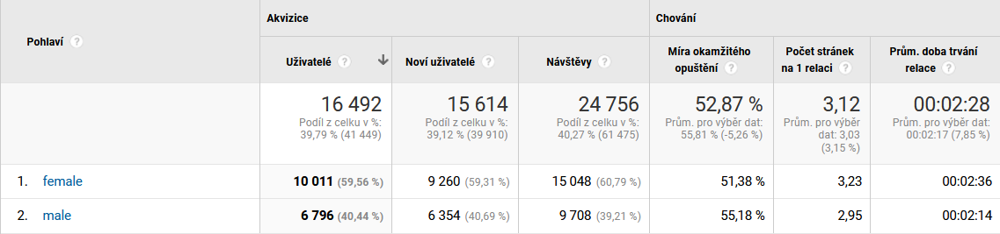 Pohlaví ?
Akvizice
Chování
Uživatelé ?
Noví uživatelé ?
Návštěvy ?
Míra okamžitého
opuštění ?
Počet stránek
na 1 relaci ?
Prům. doba trvání
relace ?
16 492
Podíl z celku v %:
39,79 % (41 449)
15 614
Podíl z celku v %:
39,12 % (39 910)
24 756
Podíl z celku v %:
40,27 % (61 475)
52,87 %
Prům. pro výběr dat:
55,81 % (-5,26 %)
3,12
Prům. pro výběr
dat: 3,03
(3,15 %)
00:02:28
Prům. pro výběr dat:
00:02:17 (7,85 %)
1. female 10 011 (59,56 %) 9 260 (59,31 %) 15 048 (60,79 %) 51,38 % 3,23 00:02:36
2. male 6 796 (40,44 %) 6 354 (40,69 %) 9 708 (39,21 %) 55,18 % 2,95 00:02:14